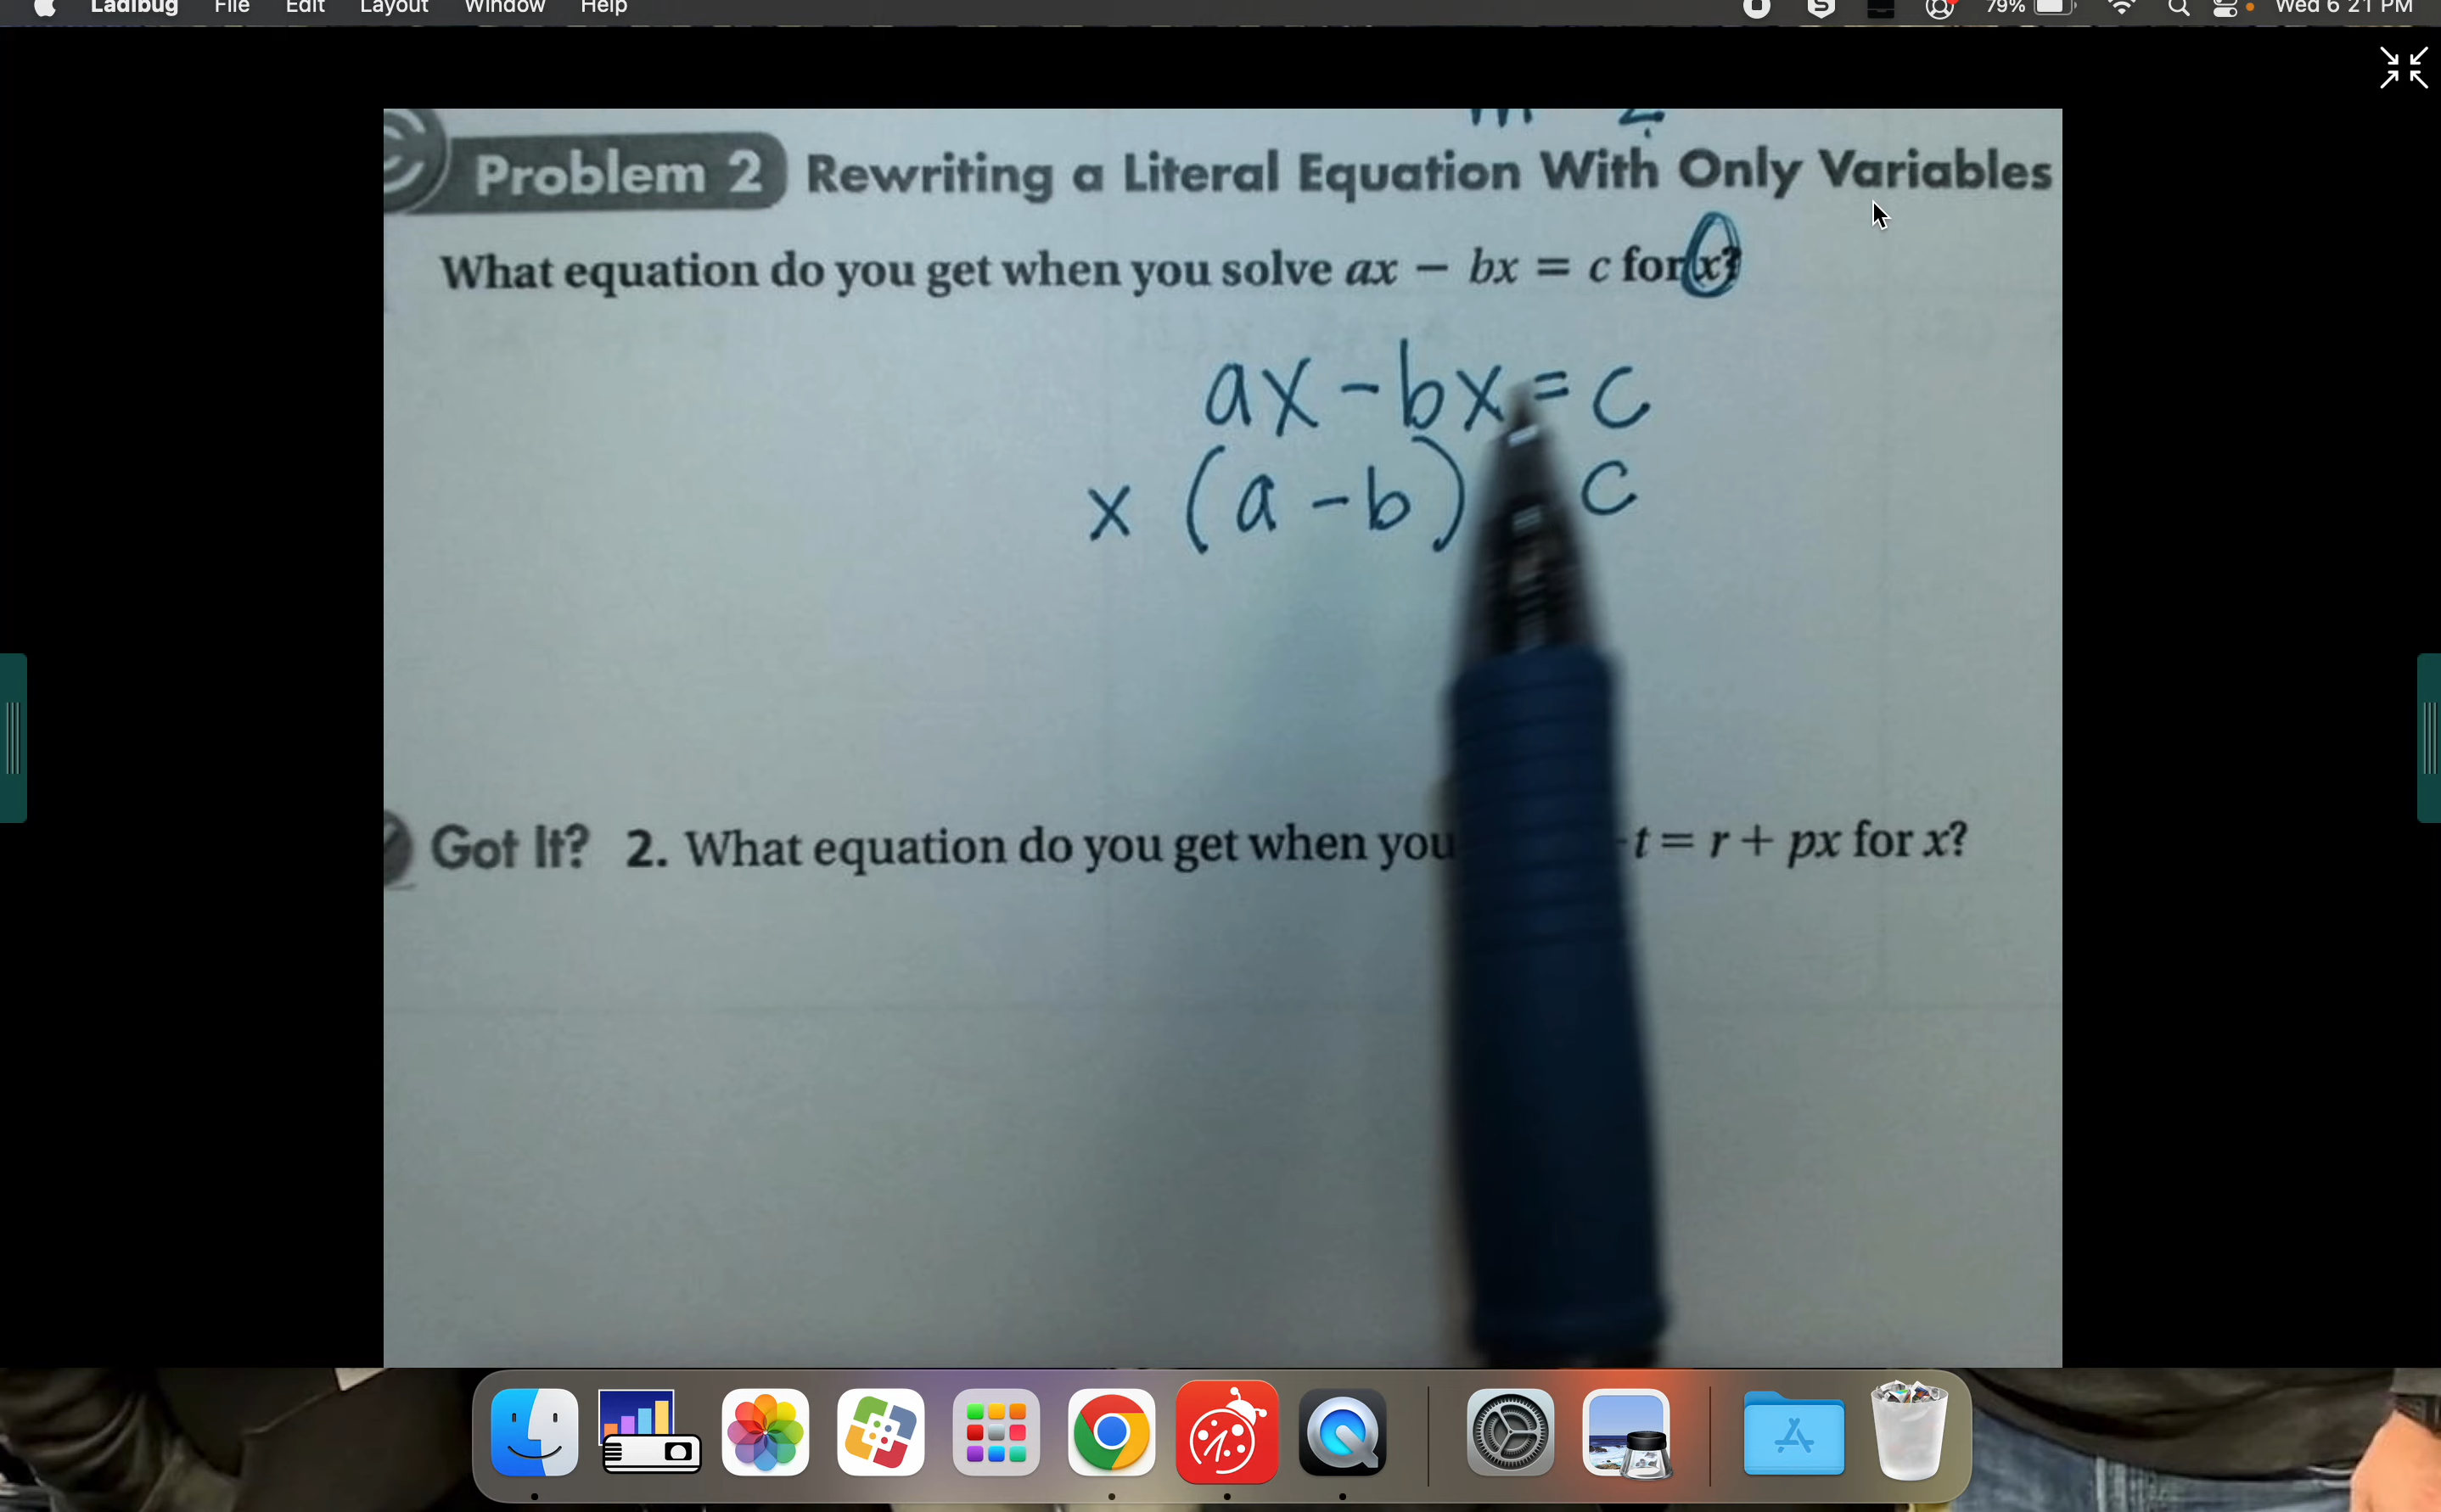 Ladibug File Edit Layout Window Help 79% Wed 6 21 PM
Problem 2 Rewriting a Literal Equation With Only Variables
What equation do you get when you solve ax − bx = c for x?
ax - bx = c
x (a - b) c
Got It? 2. What equation do you get when you t = r + px for x?